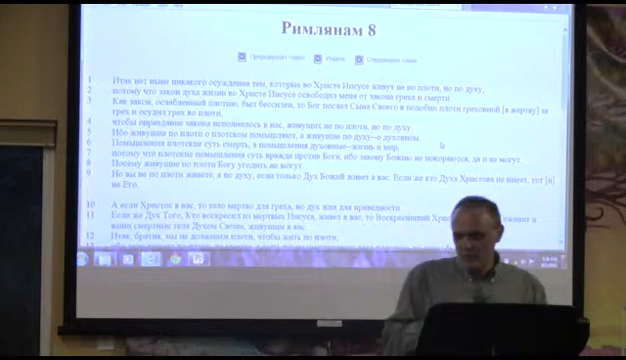 Римлянам 8
Предыдущая глава Индекс Следующая глава
1 Итак нет ныне никакого осуждения тем, которые во Христе Иисусе живут не по плоти, но по духу,
2 потому что закон духа жизни во Христе Иисусе освободил меня от закона греха и смерти.
3 Как закон, ослабленный плотию, был бессилен, то Бог послал Сына Своего в подобии плоти греховной [в жертву] за
грех и осудил грех во плоти,
4 чтобы оправдание закона исполнилось в нас, живущих не по плоти, но по духу.
5 Ибо живущие по плоти о плотском помышляют, а живущие по духу—о духовном.
6 Помышления плотские суть смерть, а помышления духовные—жизнь и мир,
7 потому что плотские помышления суть вражда против Бога; ибо закону Божию не покоряются, да и не могут.
8 Посему живущие по плоти Богу угодить не могут.
9 Но вы не по плоти живете, а по духу, если только Дух Божий живет в вас. Если же кто Духа Христова не имеет, тот [и]
не Его.
10 А если Христос в вас, то тело мертво для греха, но дух жив для праведности.
11 Если же Дух Того, Кто воскресил из мертвых Иисуса, живет в вас, то Воскресивший
ваши смертные тела Духом Своим, живущим в вас.
12 Итак, братия, мы не должники плоти, чтобы жить по плоти;